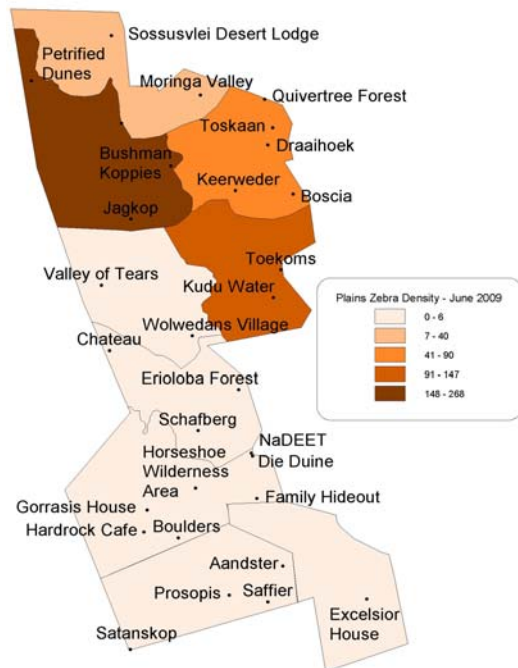 Sossusvlei Desert Lodge
Petrified
Dunes
Moringa Valley
Quivertree Forest
Toskaan
Draaihoek
Bushman
Koppies
Keerweder
Boscia
Jagkop
Toekoms
Valley of Tears
Kudu Water
Plains Zebra Density - June 2009
0 - 6
7 - 40
41 - 90
91 - 147
148 - 268
Wolwedans Village
Chateau
Erioloba Forest
Schafberg
NaDEET
Horseshoe
Wilderness
Area
Die Duine
Family Hideout
Gorrasis House
Hardrock Cafe
Boulders
Aandster
Prosopis
Saffier
Excelsior
House
Satanskop